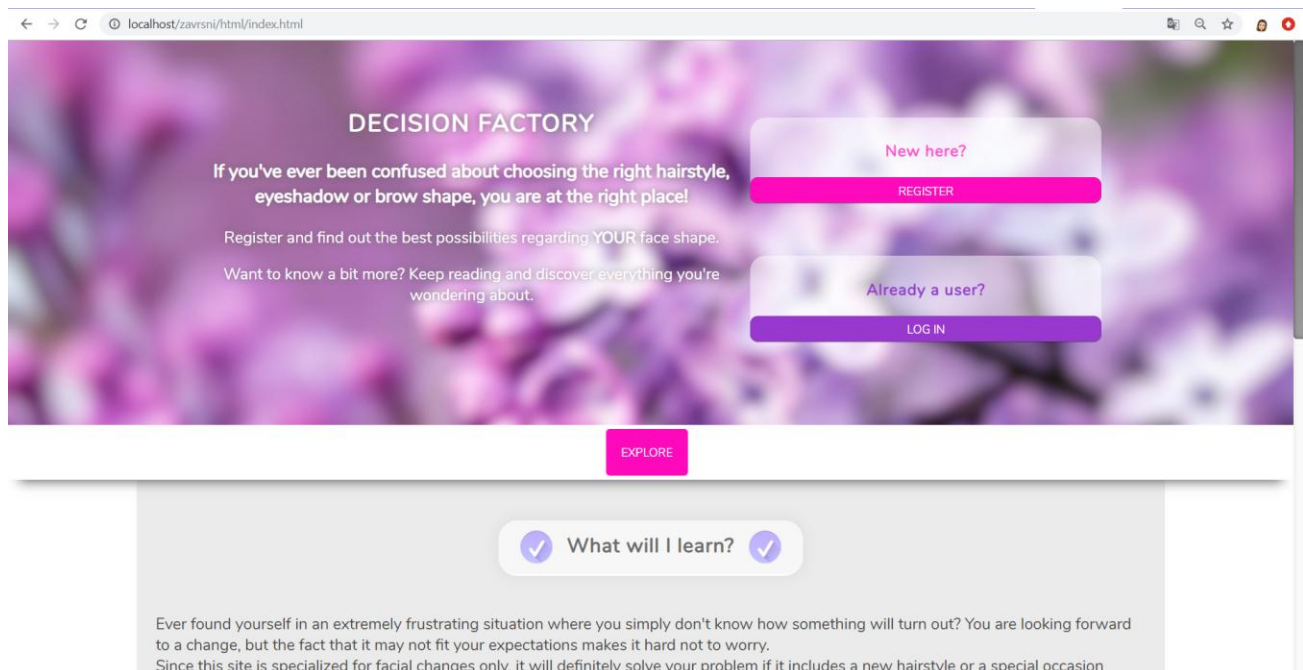 localhost/zavrsni/html/index.html
DECISION FACTORY
If you've ever been confused about choosing the right hairstyle,
eyeshadow or brow shape, you are at the right place!
Register and find out the best possibilities regarding YOUR face shape.
Want to know a bit more? Keep reading and discover everything you're
wondering about.
New here?
REGISTER
Already a user?
LOG IN
EXPLORE
What will I learn?
Ever found yourself in an extremely frustrating situation where you simply don't know how something will turn out? You are looking forward
to a change, but the fact that it may not fit your expectations makes it hard not to worry.
Since this site is specialized for facial changes only, it will definitely solve your problem if it includes a new hairstyle or a special occasion